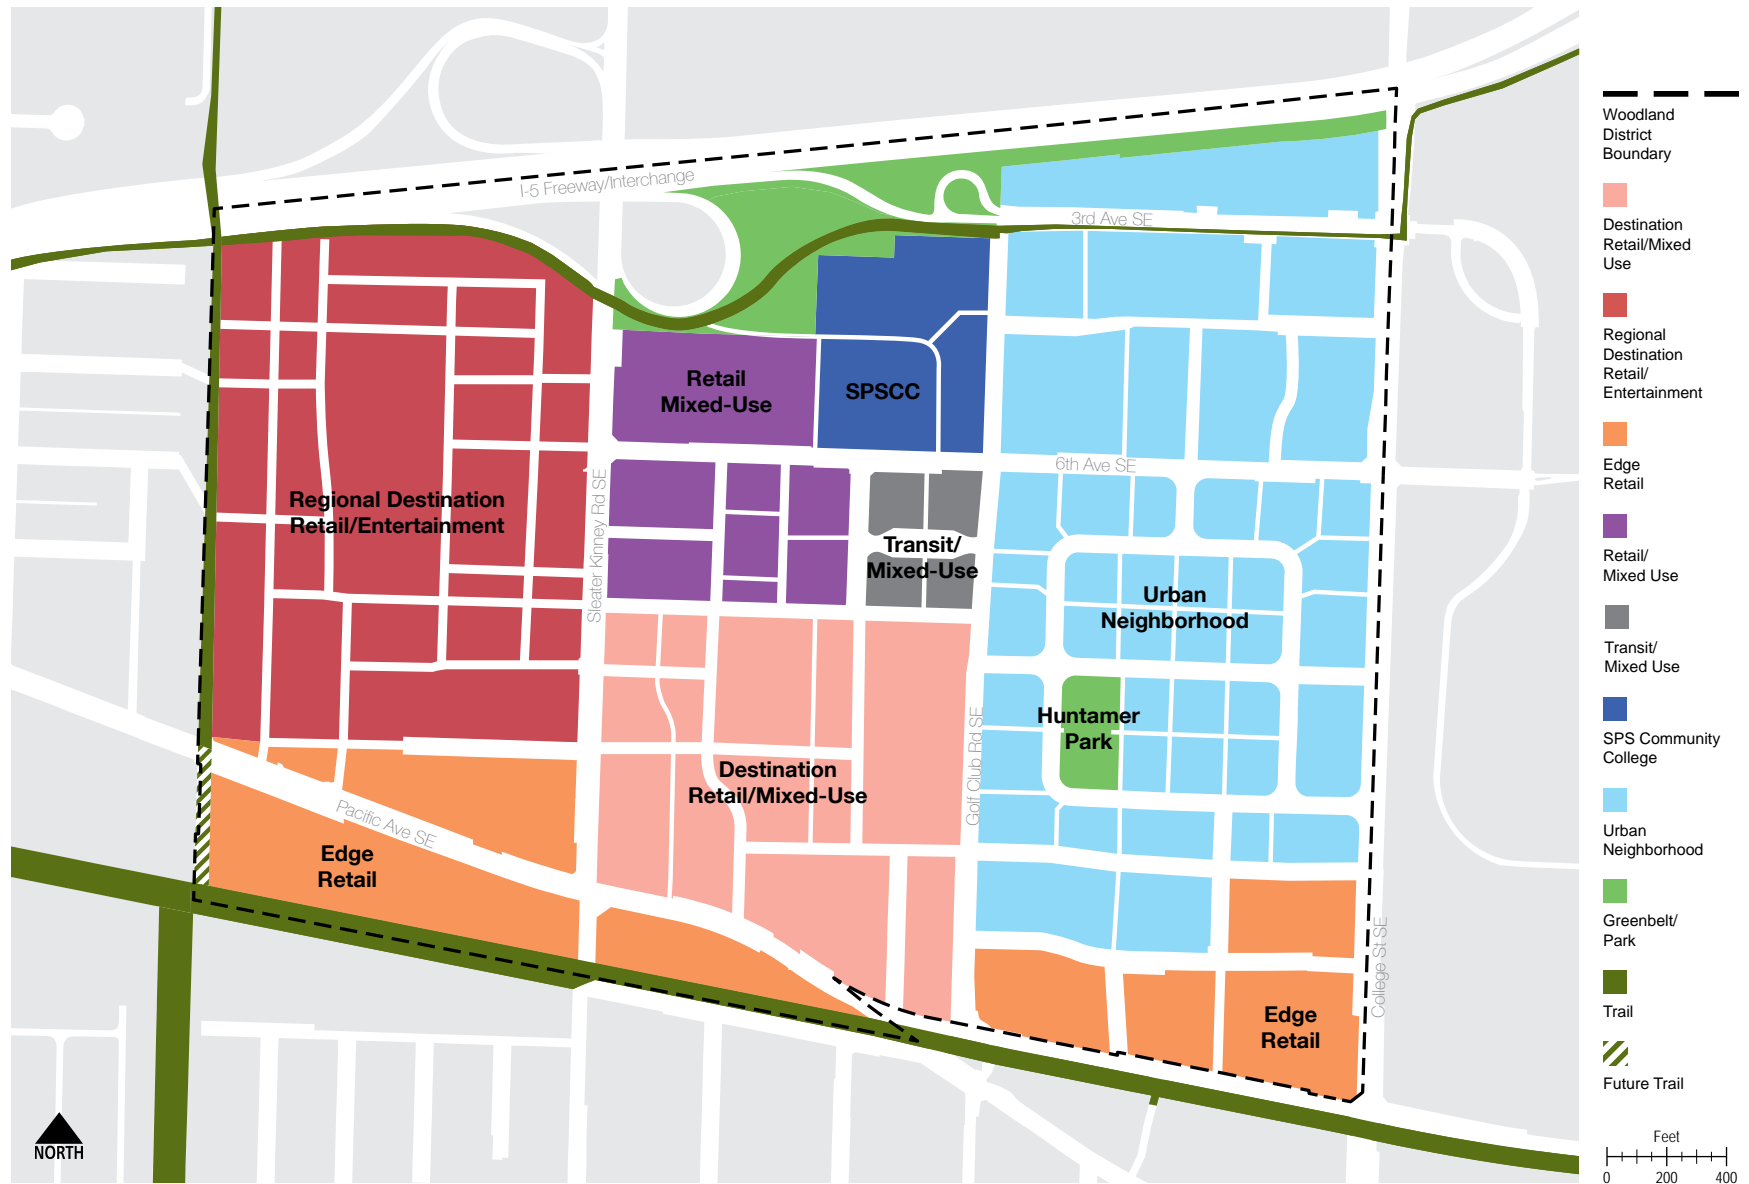 I-5 Freeway/Interchange
3rd Ave SE
Retail
Mixed-Use
SPSCC
6th Ave SE
Regional Destination
Retail/Entertainment
Sleater Kinney Rd SE
Transit/
Mixed-Use
Urban
Neighborhood
Huntamer
Park
Golf Club Rd SE
Destination
Retail/Mixed-Use
Pacific Ave SE
Edge
Retail
College St SE
Edge
Retail
NORTH
Woodland
District
Boundary
Destination
Retail/Mixed
Use
Regional
Destination
Retail/
Entertainment
Edge
Retail
Retail/
Mixed Use
Transit/
Mixed Use
SPS Community
College
Urban
Neighborhood
Greenbelt/
Park
Trail
Future Trail
Feet
0 200 400